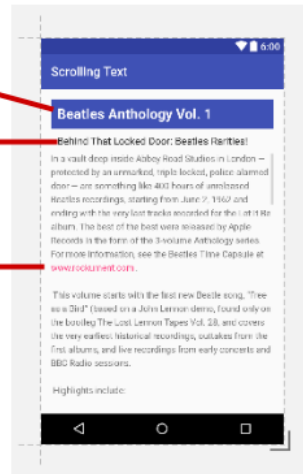 6:00
Scrolling Text
Beatles Anthology Vol. 1
Behind That Locked Door: Beatles Rarities!
In a vault deep inside Abbey Road Studios in London —
protected by an unmarked, triple-locked, police-alarmed
door — are something like 400 hours of unreleased
Beatles recordings, starting from June 2, 1962 and
ending with the very last tracks recorded for the Let It Be
album. The best of the best were released by Apple
Records in the form of the 3-volume Anthology series.
For more information, see the Beatles Time Capsule at
www.rockument.com.
This volume starts with the first new Beatle song, "Free
as a Bird" (based on a John Lennon demo, found only on
the bootleg The Lost Lennon Tapes Vol. 28, and covers
the very earliest historical recordings, outtakes from the
first albums, and live recordings from early concerts and
BBC Radio sessions.
Highlights include: